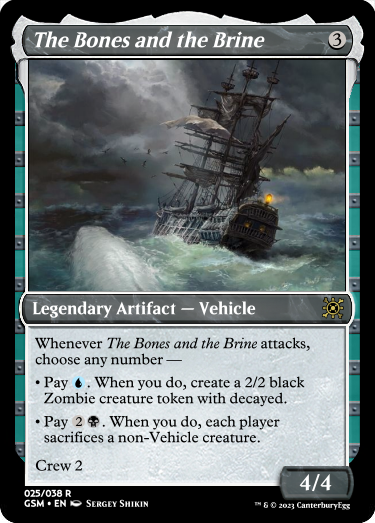 The Bones and the Brine 3
Legendary Artifact — Vehicle
Whenever The Bones and the Brine attacks,
choose any number —
• Pay . When you do, create a 2/2 black
Zombie creature token with decayed.
• Pay 2 . When you do, each player
sacrifices a non-Vehicle creature.
Crew 2
4/4
025/038 R
GSM • EN Sergey Shikin
™ & © 2023 CanterburyEgg